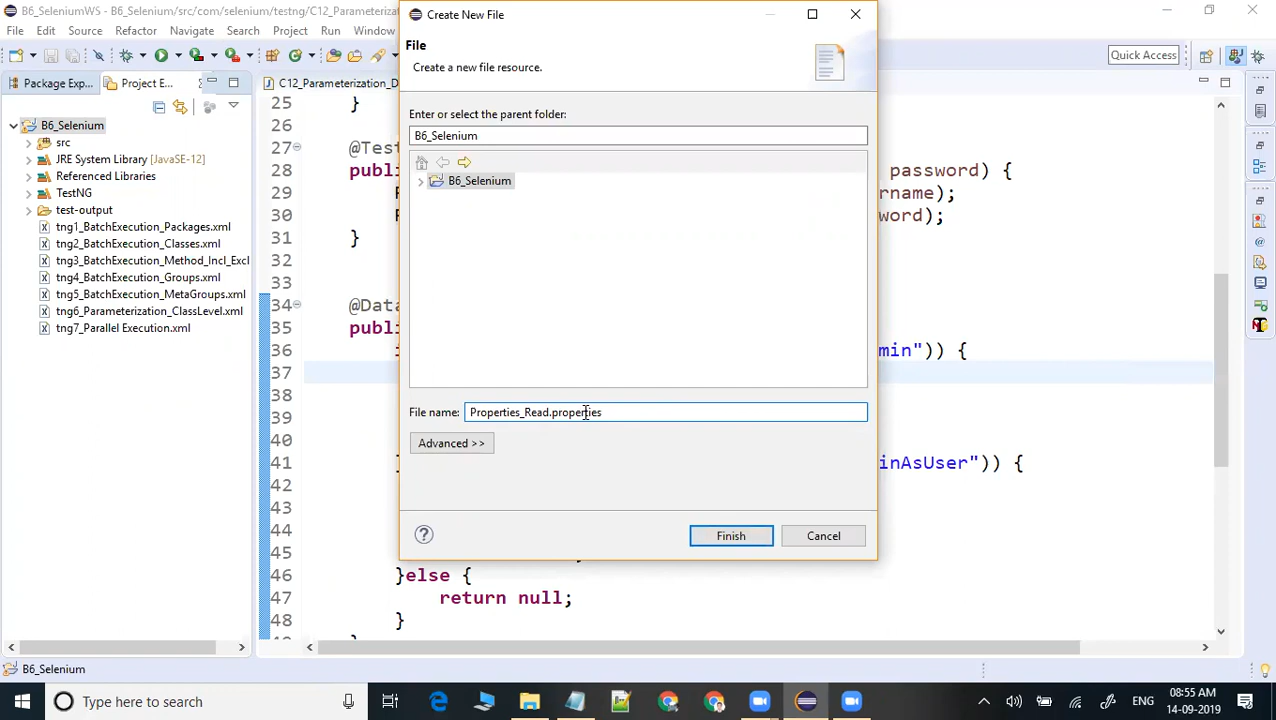 B6_SeleniumWS - B6_Selenium/src/com/selenium/testng/C12_Parameterizat
File Edit Source Refactor Navigate Search Project Run Window
Quick Access
Package Exp...
Project E...
C12_Parameterization_D
B6_Selenium
src
JRE System Library [JavaSE-12]
Referenced Libraries
TestNG
test-output
tng1_BatchExecution_Packages.xml
tng2_BatchExecution_Classes.xml
tng3_BatchExecution_Method_Incl_Excl
tng4_BatchExecution_Groups.xml
tng5_BatchExecution_MetaGroups.xml
tng6_Parameterization_ClassLevel.xml
tng7_Parallel Execution.xml
25 }
26
27 @Tes
28 publ password) {
29 rname);
30 word);
31 }
32
33
34 @Data
35 publi
36 min")) {
37
38
39
40
41 } inAsUser")) {
42
43
44
45
46 }else {
47 return null;
48 }
Create New File
File
Create a new file resource.
Enter or select the parent folder:
B6_Selenium
B6_Selenium
File name: Properties_Read.properties
Advanced >>
?
Finish
Cancel
B6_Selenium
Type here to search
ENG
08:55 AM
14-09-2019